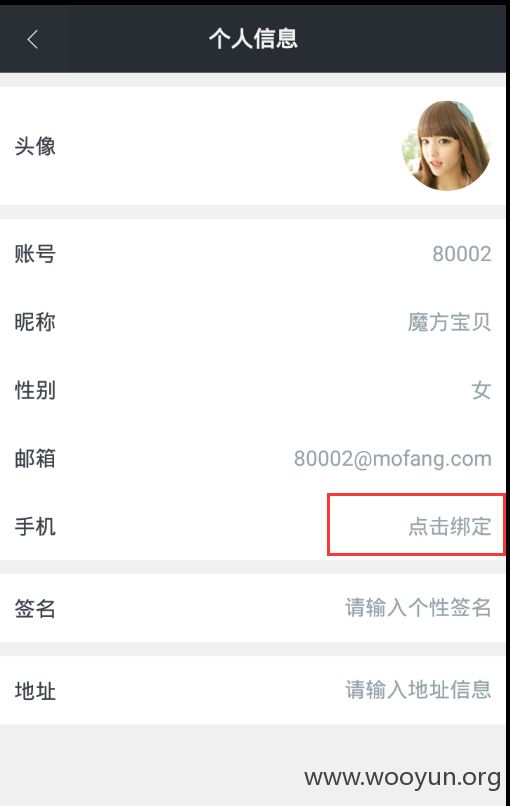 个人信息
头像
账号 80002
昵称 魔方宝贝
性别 女
邮箱 80002@mofang.com
手机 点击绑定
签名 请输入个性签名
地址 请输入地址信息
www.wooyun.org